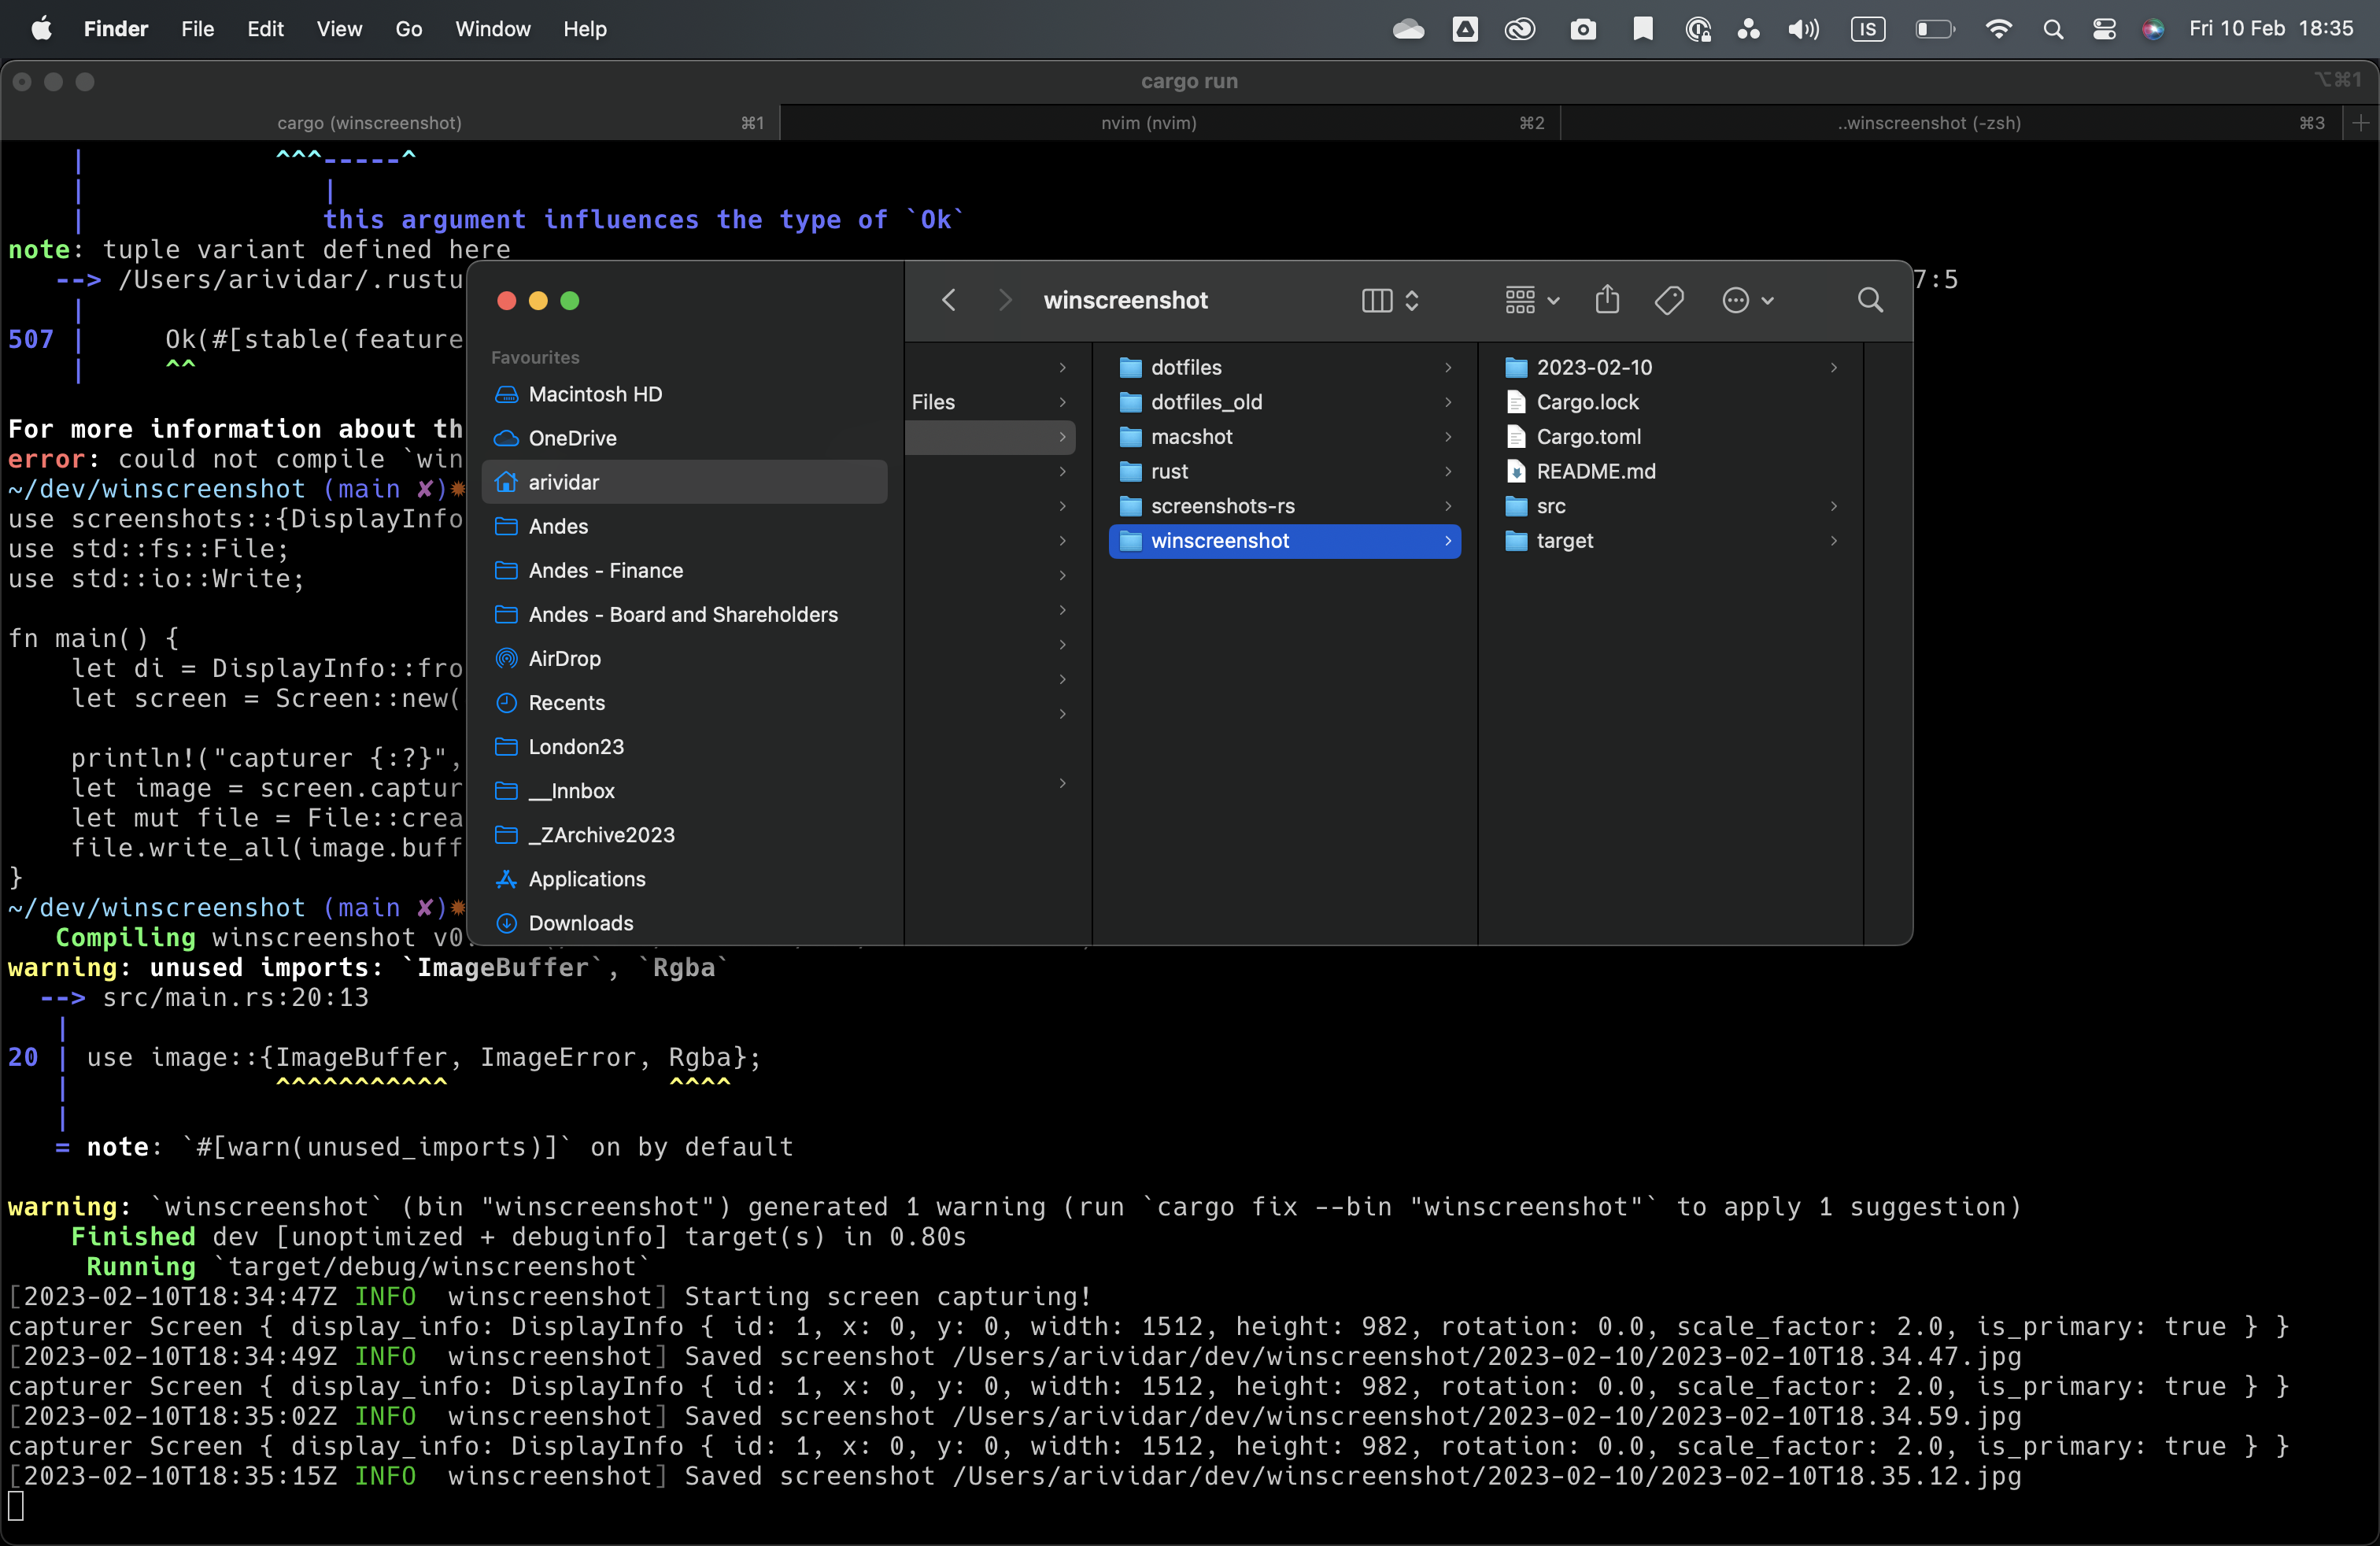 Finder File Edit View Go Window Help IS Fri 10 Feb 18:35
cargo run ⌥⌘1
cargo (winscreenshot) ⌘1 nvim (nvim) ⌘2 ..winscreenshot (-zsh) ⌘3
| ^^^-----^
| |
| this argument influences the type of `Ok`
note: tuple variant defined here
--> /Users/arividar/.rustu 7:5
|
507 | Ok(#[stable(feature
| ^^
For more information about th
error: could not compile `win
~/dev/winscreenshot (main ✘)✹
use screenshots::{DisplayInfo
use std::fs::File;
use std::io::Write;
fn main() {
let di = DisplayInfo::fro
let screen = Screen::new(
println!("capturer {:?}",
let image = screen.captur
let mut file = File::crea
file.write_all(image.buff
}
~/dev/winscreenshot (main ✘)✹
Compiling winscreenshot v0.
warning: unused imports: `ImageBuffer`, `Rgba`
--> src/main.rs:20:13
|
20 | use image::{ImageBuffer, ImageError, Rgba};
| ^^^^^^^^^^^ ^^^^
|
= note: `#[warn(unused_imports)]` on by default
warning: `winscreenshot` (bin "winscreenshot") generated 1 warning (run `cargo fix --bin "winscreenshot"` to apply 1 suggestion)
Finished dev [unoptimized + debuginfo] target(s) in 0.80s
Running `target/debug/winscreenshot`
[2023-02-10T18:34:47Z INFO winscreenshot] Starting screen capturing!
capturer Screen { display_info: DisplayInfo { id: 1, x: 0, y: 0, width: 1512, height: 982, rotation: 0.0, scale_factor: 2.0, is_primary: true } }
[2023-02-10T18:34:49Z INFO winscreenshot] Saved screenshot /Users/arividar/dev/winscreenshot/2023-02-10/2023-02-10T18.34.47.jpg
capturer Screen { display_info: DisplayInfo { id: 1, x: 0, y: 0, width: 1512, height: 982, rotation: 0.0, scale_factor: 2.0, is_primary: true } }
[2023-02-10T18:35:02Z INFO winscreenshot] Saved screenshot /Users/arividar/dev/winscreenshot/2023-02-10/2023-02-10T18.34.59.jpg
capturer Screen { display_info: DisplayInfo { id: 1, x: 0, y: 0, width: 1512, height: 982, rotation: 0.0, scale_factor: 2.0, is_primary: true } }
[2023-02-10T18:35:15Z INFO winscreenshot] Saved screenshot /Users/arividar/dev/winscreenshot/2023-02-10/2023-02-10T18.35.12.jpg
winscreenshot
Favourites
Macintosh HD
OneDrive
arividar
Andes
Andes - Finance
Andes - Board and Shareholders
AirDrop
Recents
London23
__Innbox
_ZArchive2023
Applications
Downloads
Files
dotfiles
dotfiles_old
macshot
rust
screenshots-rs
winscreenshot
2023-02-10
Cargo.lock
Cargo.toml
README.md
src
target